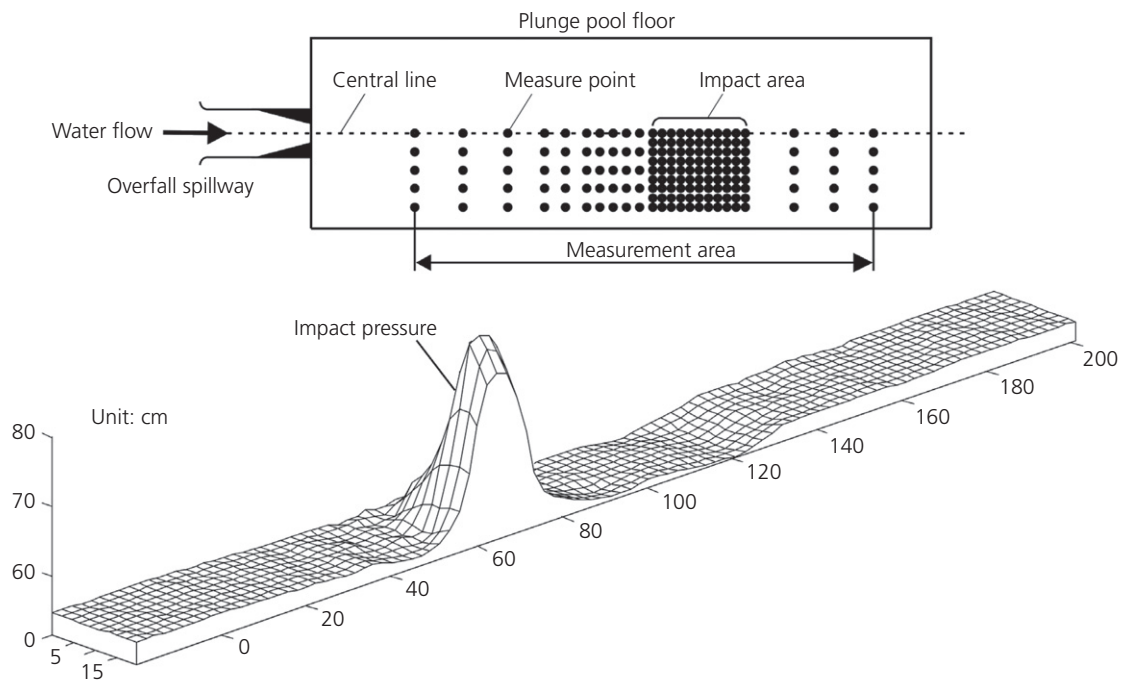 Plunge pool floor
Central line
Measure point
Impact area
Water flow
Overfall spillway
Measurement area
Impact pressure
Unit: cm
80
70
60
0
5
15
0
20
40
60
80
100
120
140
160
180
200